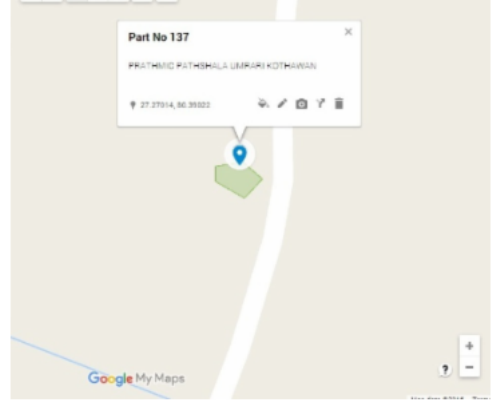 Part No 137
PRATHMIC PATHSHALA UMRARI KOTHAWAN
27.27014, 80.35022
Google My Maps